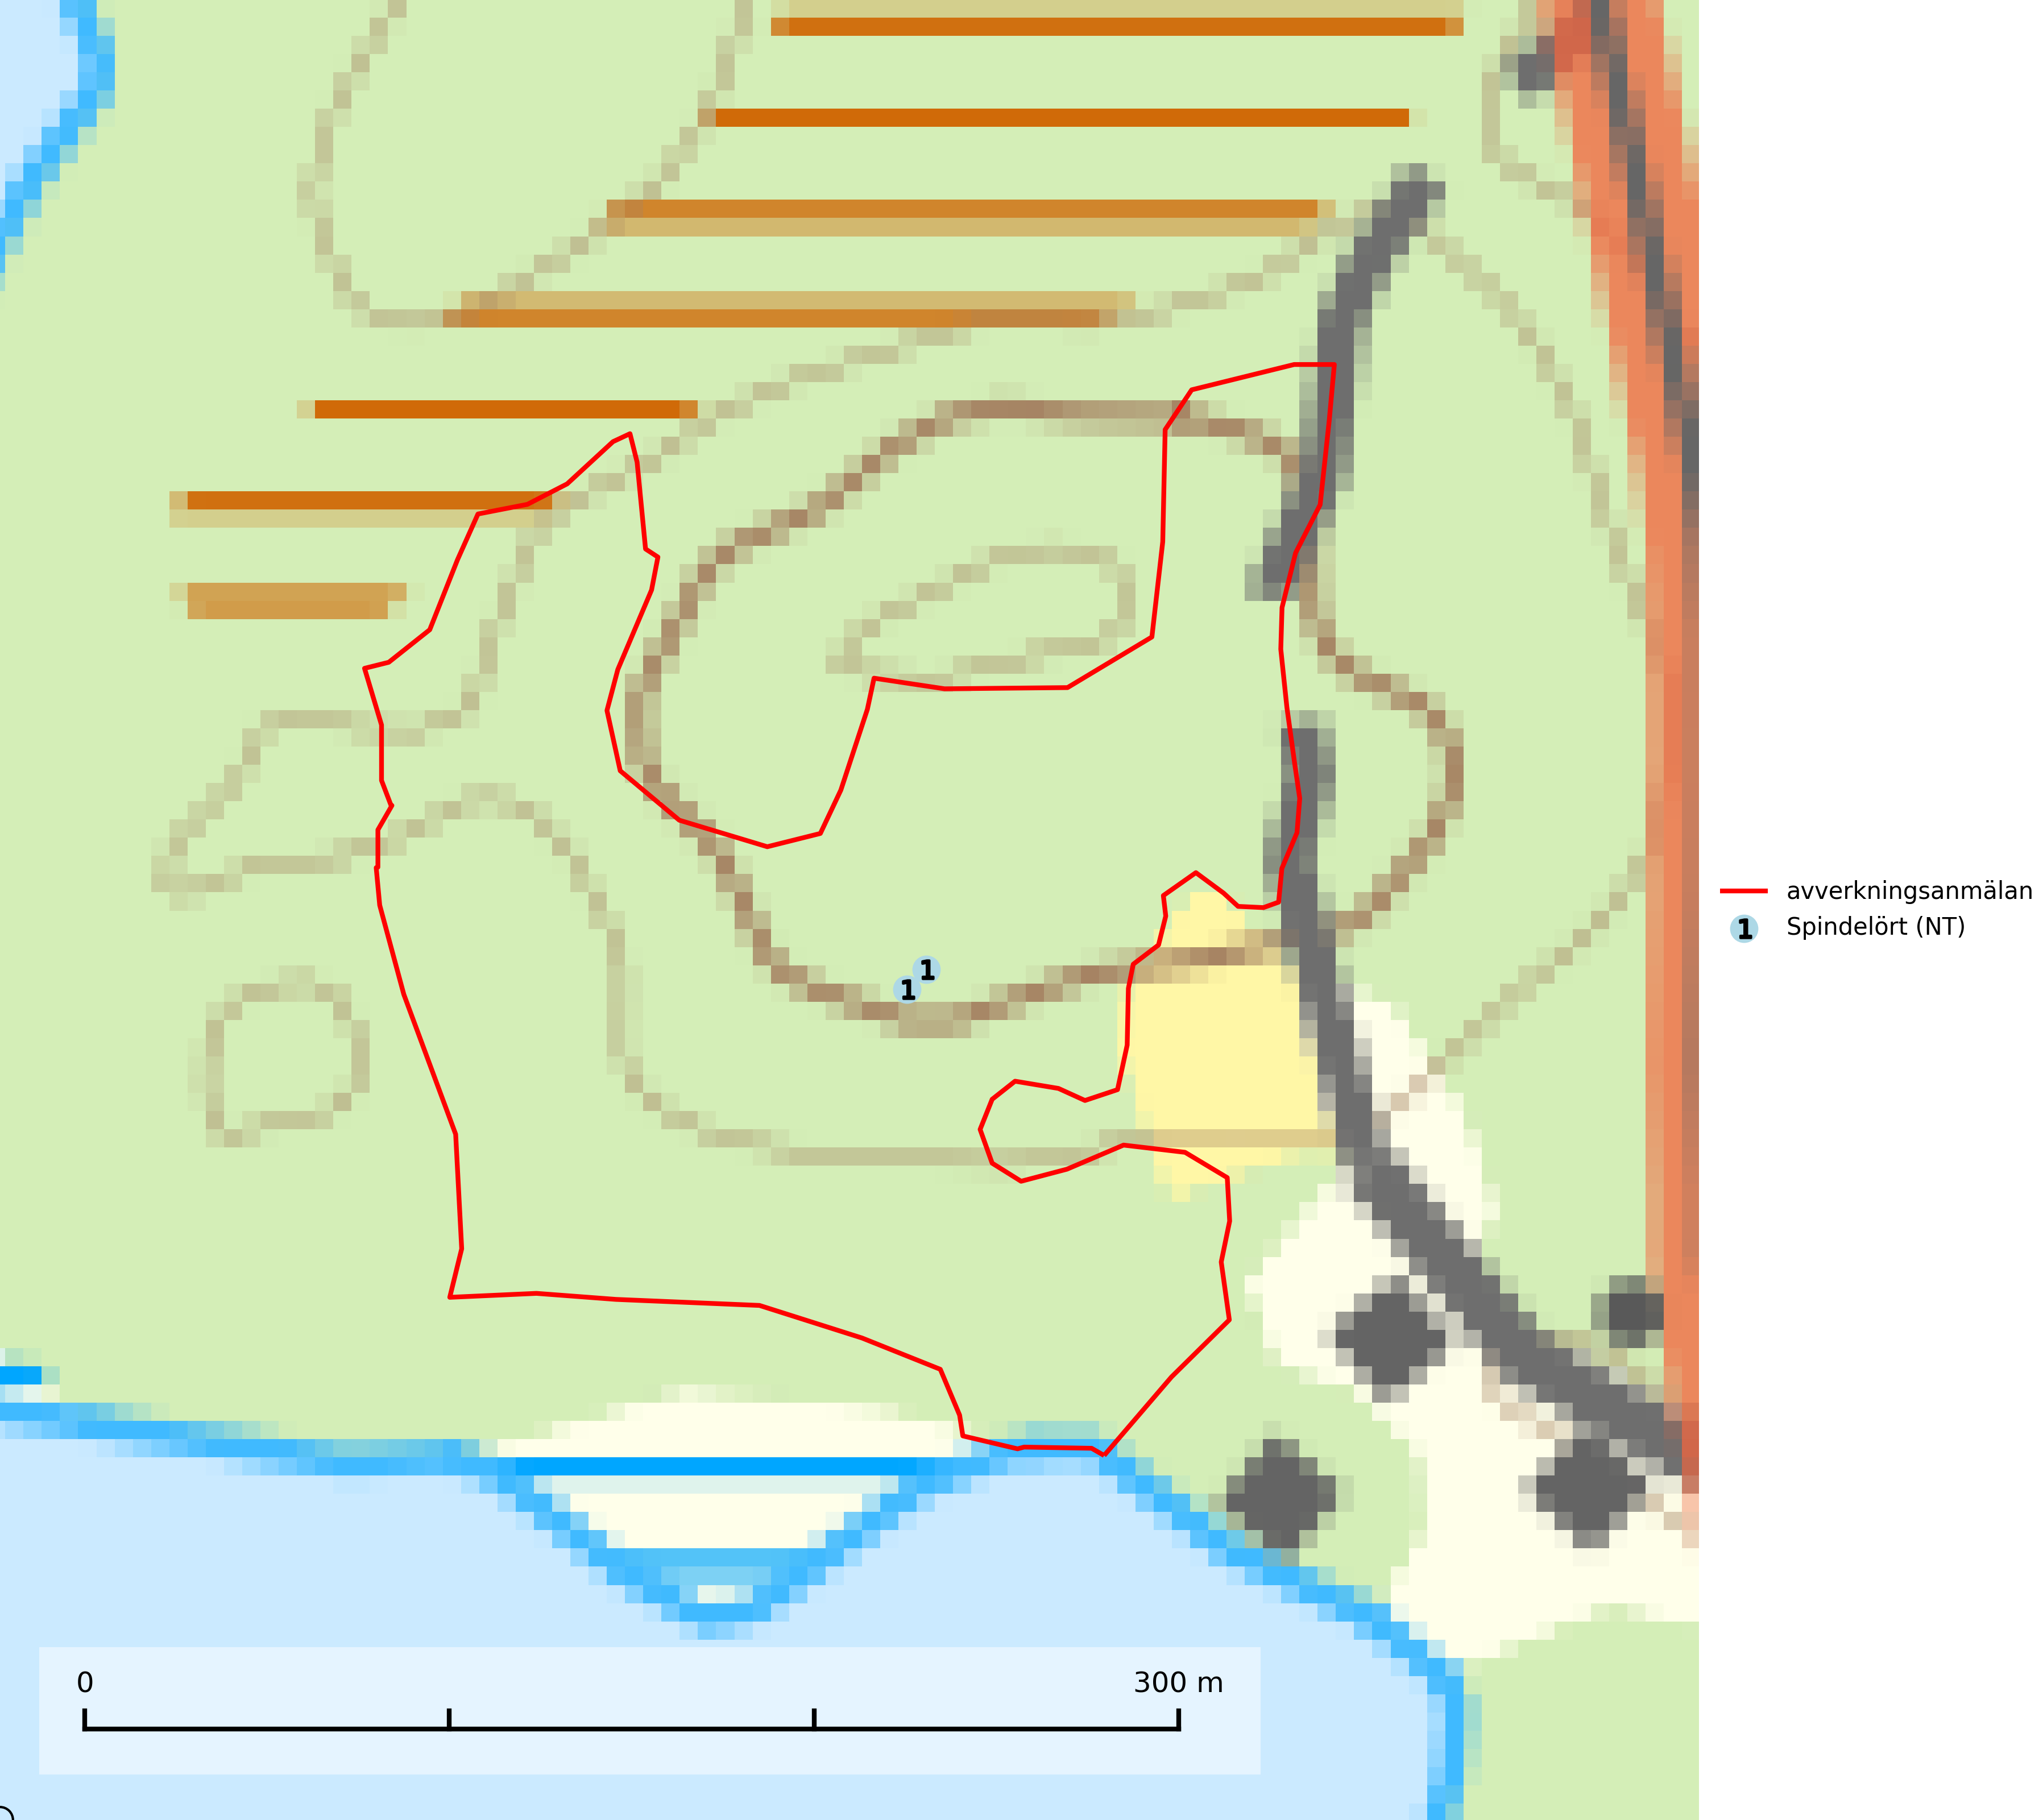 avverkningsanmälan
1 Spindelört (NT)
1
1
0 300 m